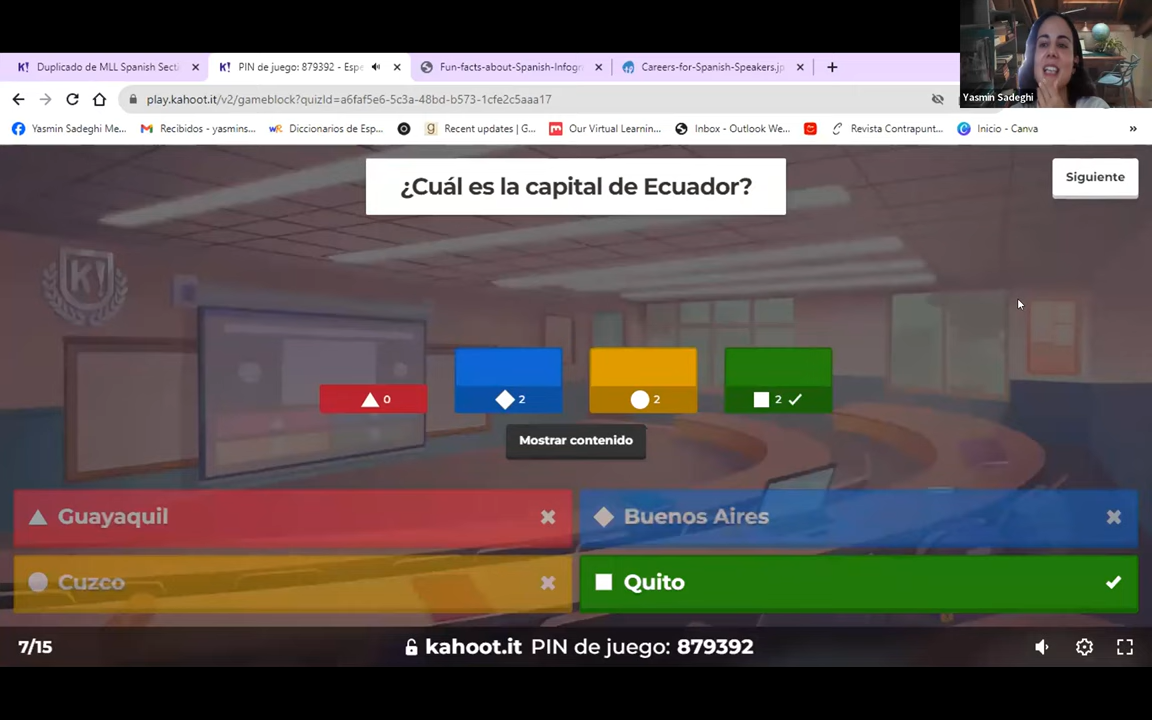 Duplicado de MLL Spanish Secti
PIN de juego: 879392 - Espe
Fun-facts-about-Spanish-Infogr
Careers-for-Spanish-Speakers.jp
Yasmin Sadeghi
play.kahoot.it/v2/gameblock?quizId=a6faf5e6-5c3a-48bd-b573-1cfe2c5aaa17
Yasmin Sadeghi Me...
Recibidos - yasmins...
Diccionarios de Esp...
Recent updates | G...
Our Virtual Learnin...
Inbox - Outlook We...
Revista Contrapunt...
Inicio - Canva
¿Cuál es la capital de Ecuador?
Siguiente
K!
0
2
2
2
Mostrar contenido
Guayaquil
Buenos Aires
Cuzco
Quito
7/15
kahoot.it PIN de juego: 879392